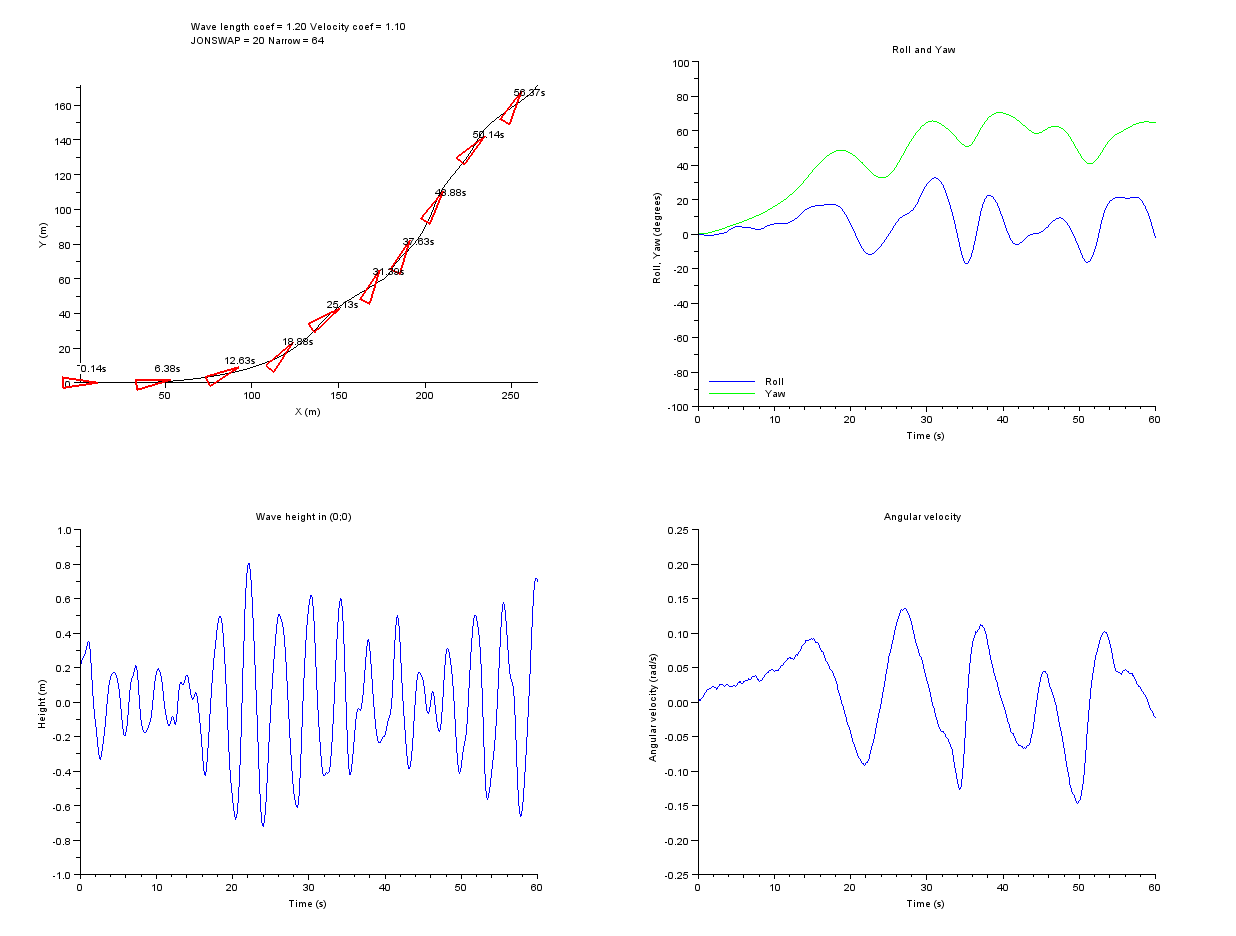 Wave length coef = 1.20 Velocity coef = 1.10
JONSWAP = 20 Narrow = 64
160
140
120
100
80
60
40
20
0
Y (m)
0.14s
6.38s
12.63s
18.88s
25.13s
31.39s
37.63s
43.88s
50.14s
56.37s
50
100
150
200
250
X (m)
Roll and Yaw
100
80
60
40
20
0
-20
-40
-60
-80
-100
Roll, Yaw (degrees)
Roll
Yaw
0
10
20
30
40
50
60
Time (s)
Wave height in (0;0)
1.0
0.8
0.6
0.4
0.2
0.0
-0.2
-0.4
-0.6
-0.8
-1.0
Height (m)
0
10
20
30
40
50
60
Time (s)
Angular velocity
0.25
0.20
0.15
0.10
0.05
0.00
-0.05
-0.10
-0.15
-0.20
-0.25
Angular velocity (rad/s)
0
10
20
30
40
50
60
Time (s)